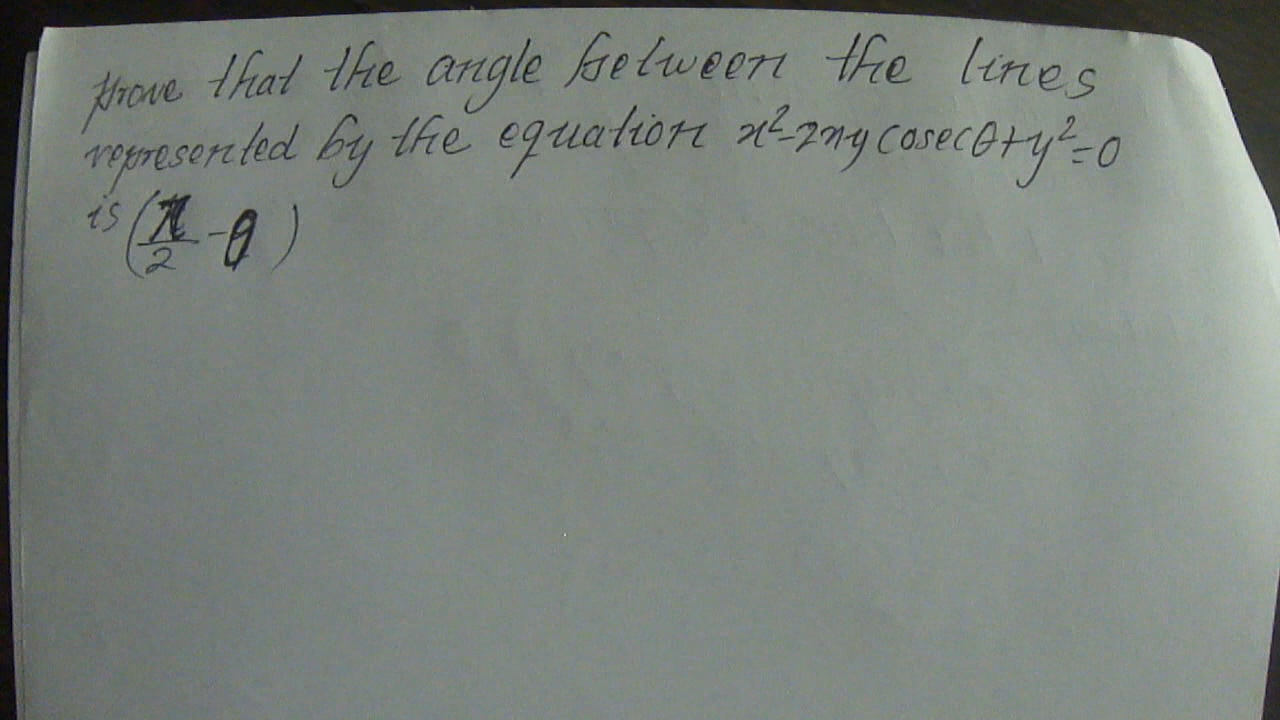 prove that the angle between the lines
represented by the equation x²-2xy cosecθ+y²=0
is (π/2 -θ)